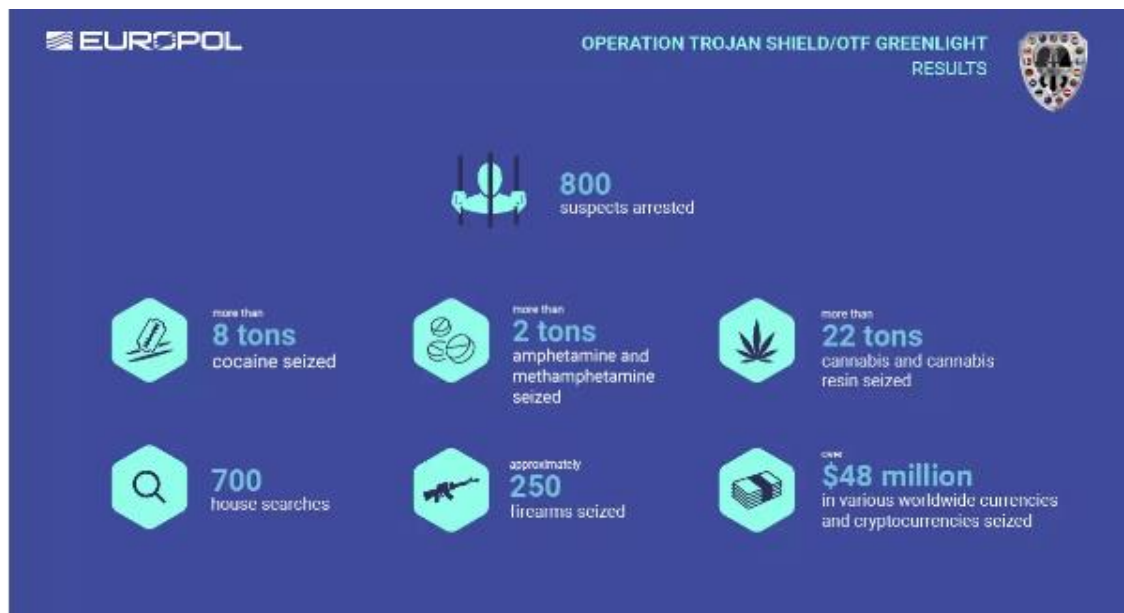 EUROPOL
OPERATION TROJAN SHIELD/OTF GREENLIGHT
RESULTS
800
suspects arrested
more than
8 tons
cocaine seized
more than
2 tons
amphetamine and
methamphetamine
seized
more than
22 tons
cannabis and cannabis
resin seized
700
house searches
approximately
250
firearms seized
over
$48 million
in various worldwide currencies
and cryptocurrencies seized